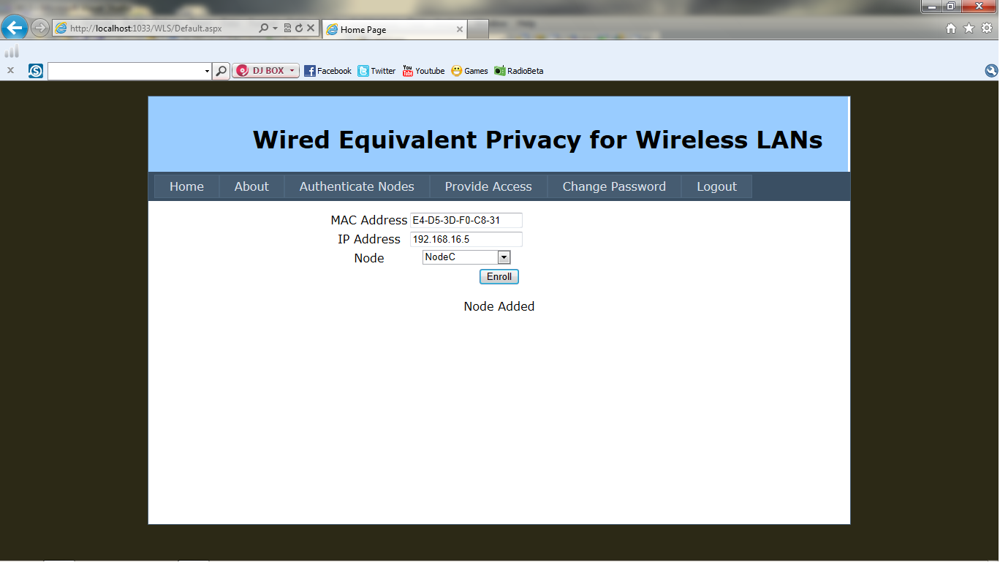 http://localhost:1033/WLS/Default.aspx
Home Page
DJ BOX
Facebook
Twitter
You Tube
Youtube
Games
RadioBeta
Wired Equivalent Privacy for Wireless LANs
Home
About
Authenticate Nodes
Provide Access
Change Password
Logout
MAC Address E4-D5-3D-F0-C8-31
IP Address 192.168.16.5
Node NodeC
Enroll
Node Added